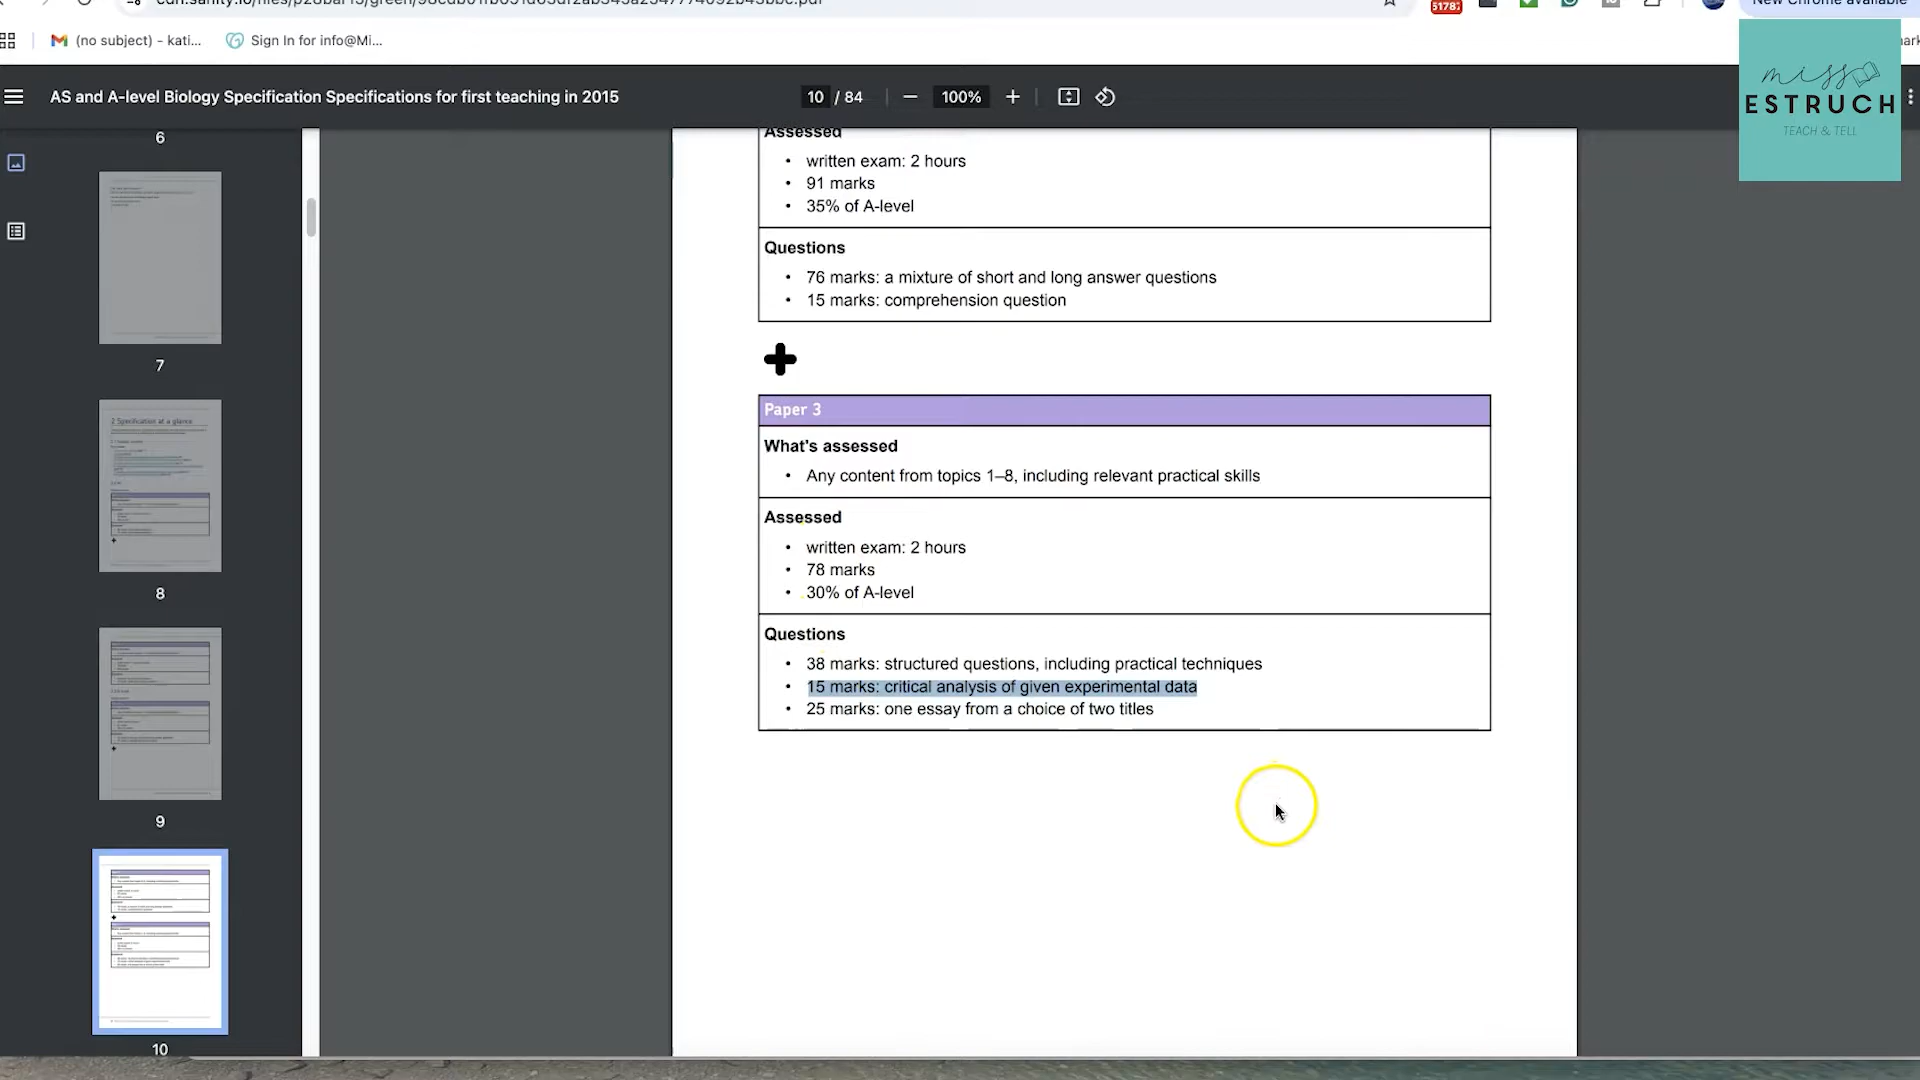 (no subject) - kati...
Sign In for info@Mi...
New Chrome available
miss
ESTRUCH
TEACH & TELL
AS and A-level Biology Specification Specifications for first teaching in 2015
10 / 84
100%
6
7
8
9
10
Assessed
• written exam: 2 hours
• 91 marks
• 35% of A-level
Questions
• 76 marks: a mixture of short and long answer questions
• 15 marks: comprehension question
Paper 3
What's assessed
• Any content from topics 1–8, including relevant practical skills
Assessed
• written exam: 2 hours
• 78 marks
• 30% of A-level
Questions
• 38 marks: structured questions, including practical techniques
• 15 marks: critical analysis of given experimental data
• 25 marks: one essay from a choice of two titles